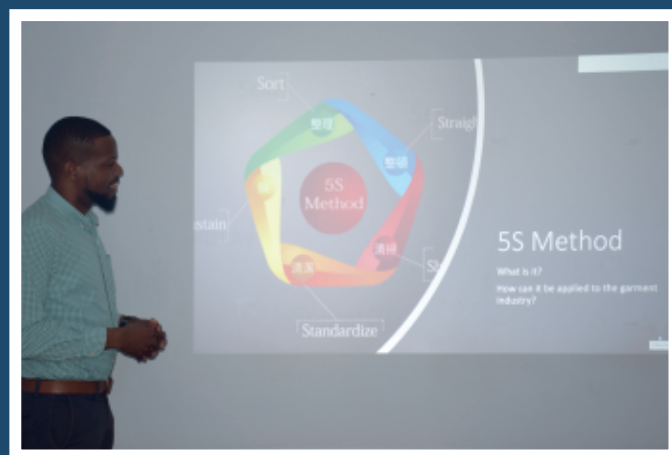 Sort
整理
Straigh
整頓
5S
Method
stain
清掃
Sh
清潔
Standardize
5S Method
What is it?
How can it be applied to the garment
industry?